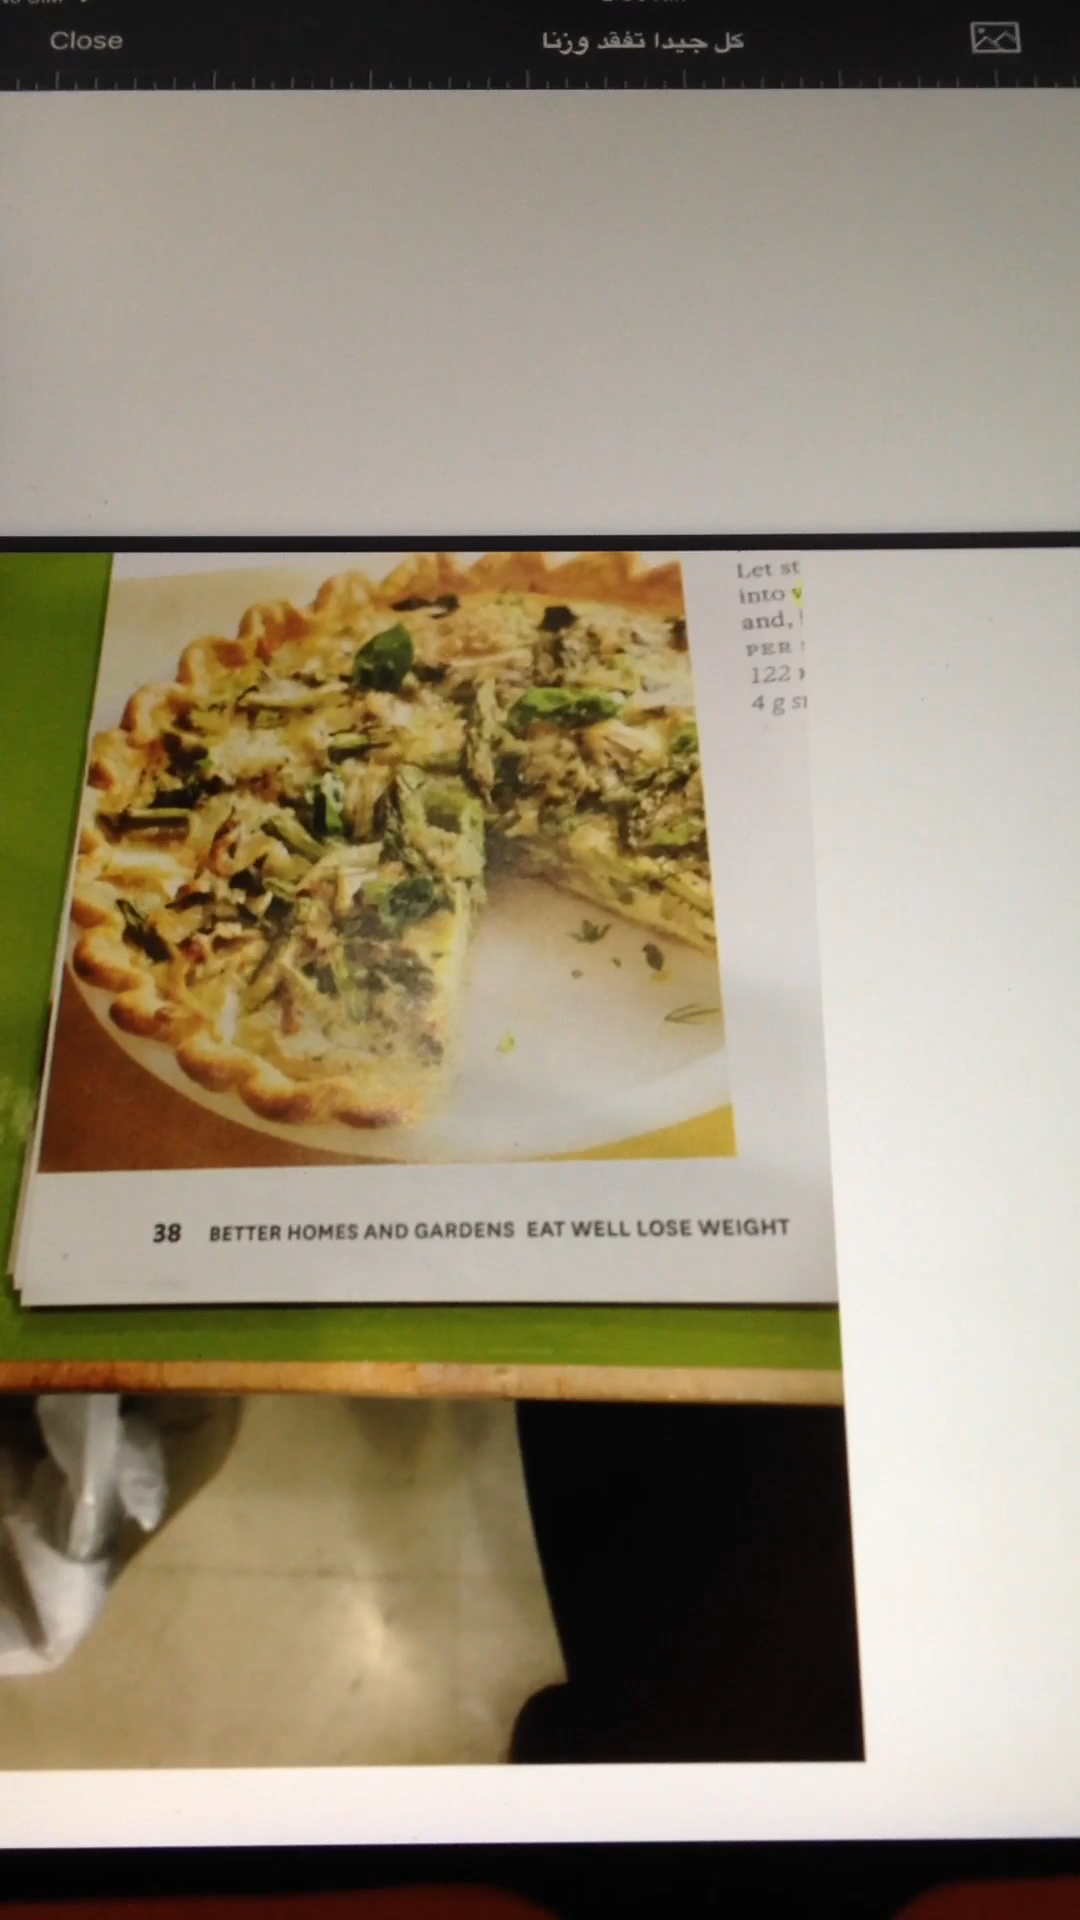 Close
كل جيدا تفقد وزنا
Let st
into
and,
PER
122
4 g
38 BETTER HOMES AND GARDENS EAT WELL LOSE WEIGHT